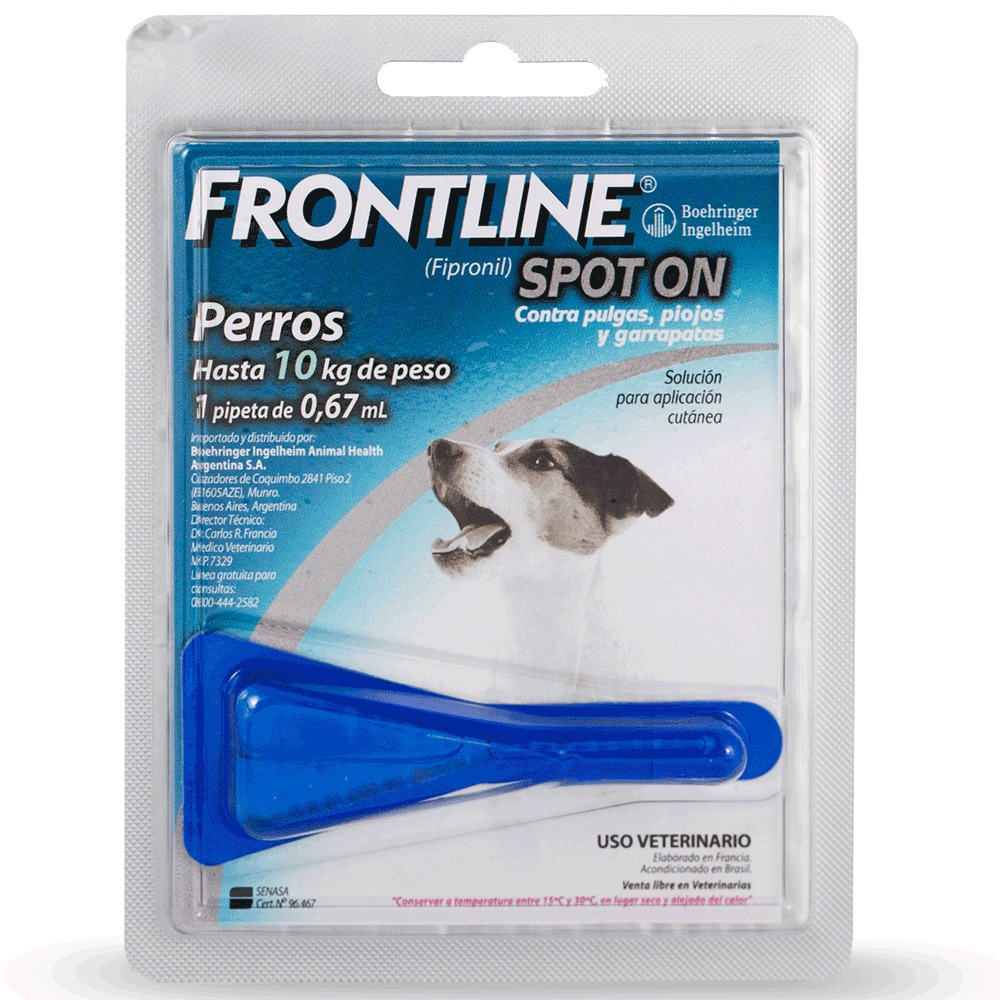 FRONTLINE®
Boehringer
Ingelheim
(Fipronil) SPOT ON
Contra pulgas, piojos
y garrapatas
Perros
Hasta 10 kg de peso
1 pipeta de 0,67 mL
Solución
para aplicación
cutánea
Importado y distribuido por:
Boehringer Ingelheim Animal Health
Argentina S.A.
Cazadores de Coquimbo 2841 Piso 2
(B1605AZE), Munro.
Buenos Aires, Argentina
Director Técnico:
Dr. Carlos R. Francia
Medico Veterinario
M.P. 7329
Linea gratuita para
consultas:
0800-444-2582
USO VETERINARIO
Elaborado en Francia.
Acondicionado en Brasil.
Venta libre en Veterinarias
SENASA
Cert. Nº 96.467
"Conservar a temperatura entre 15ºC y 30ºC, en lugar seco y alejado del calor"